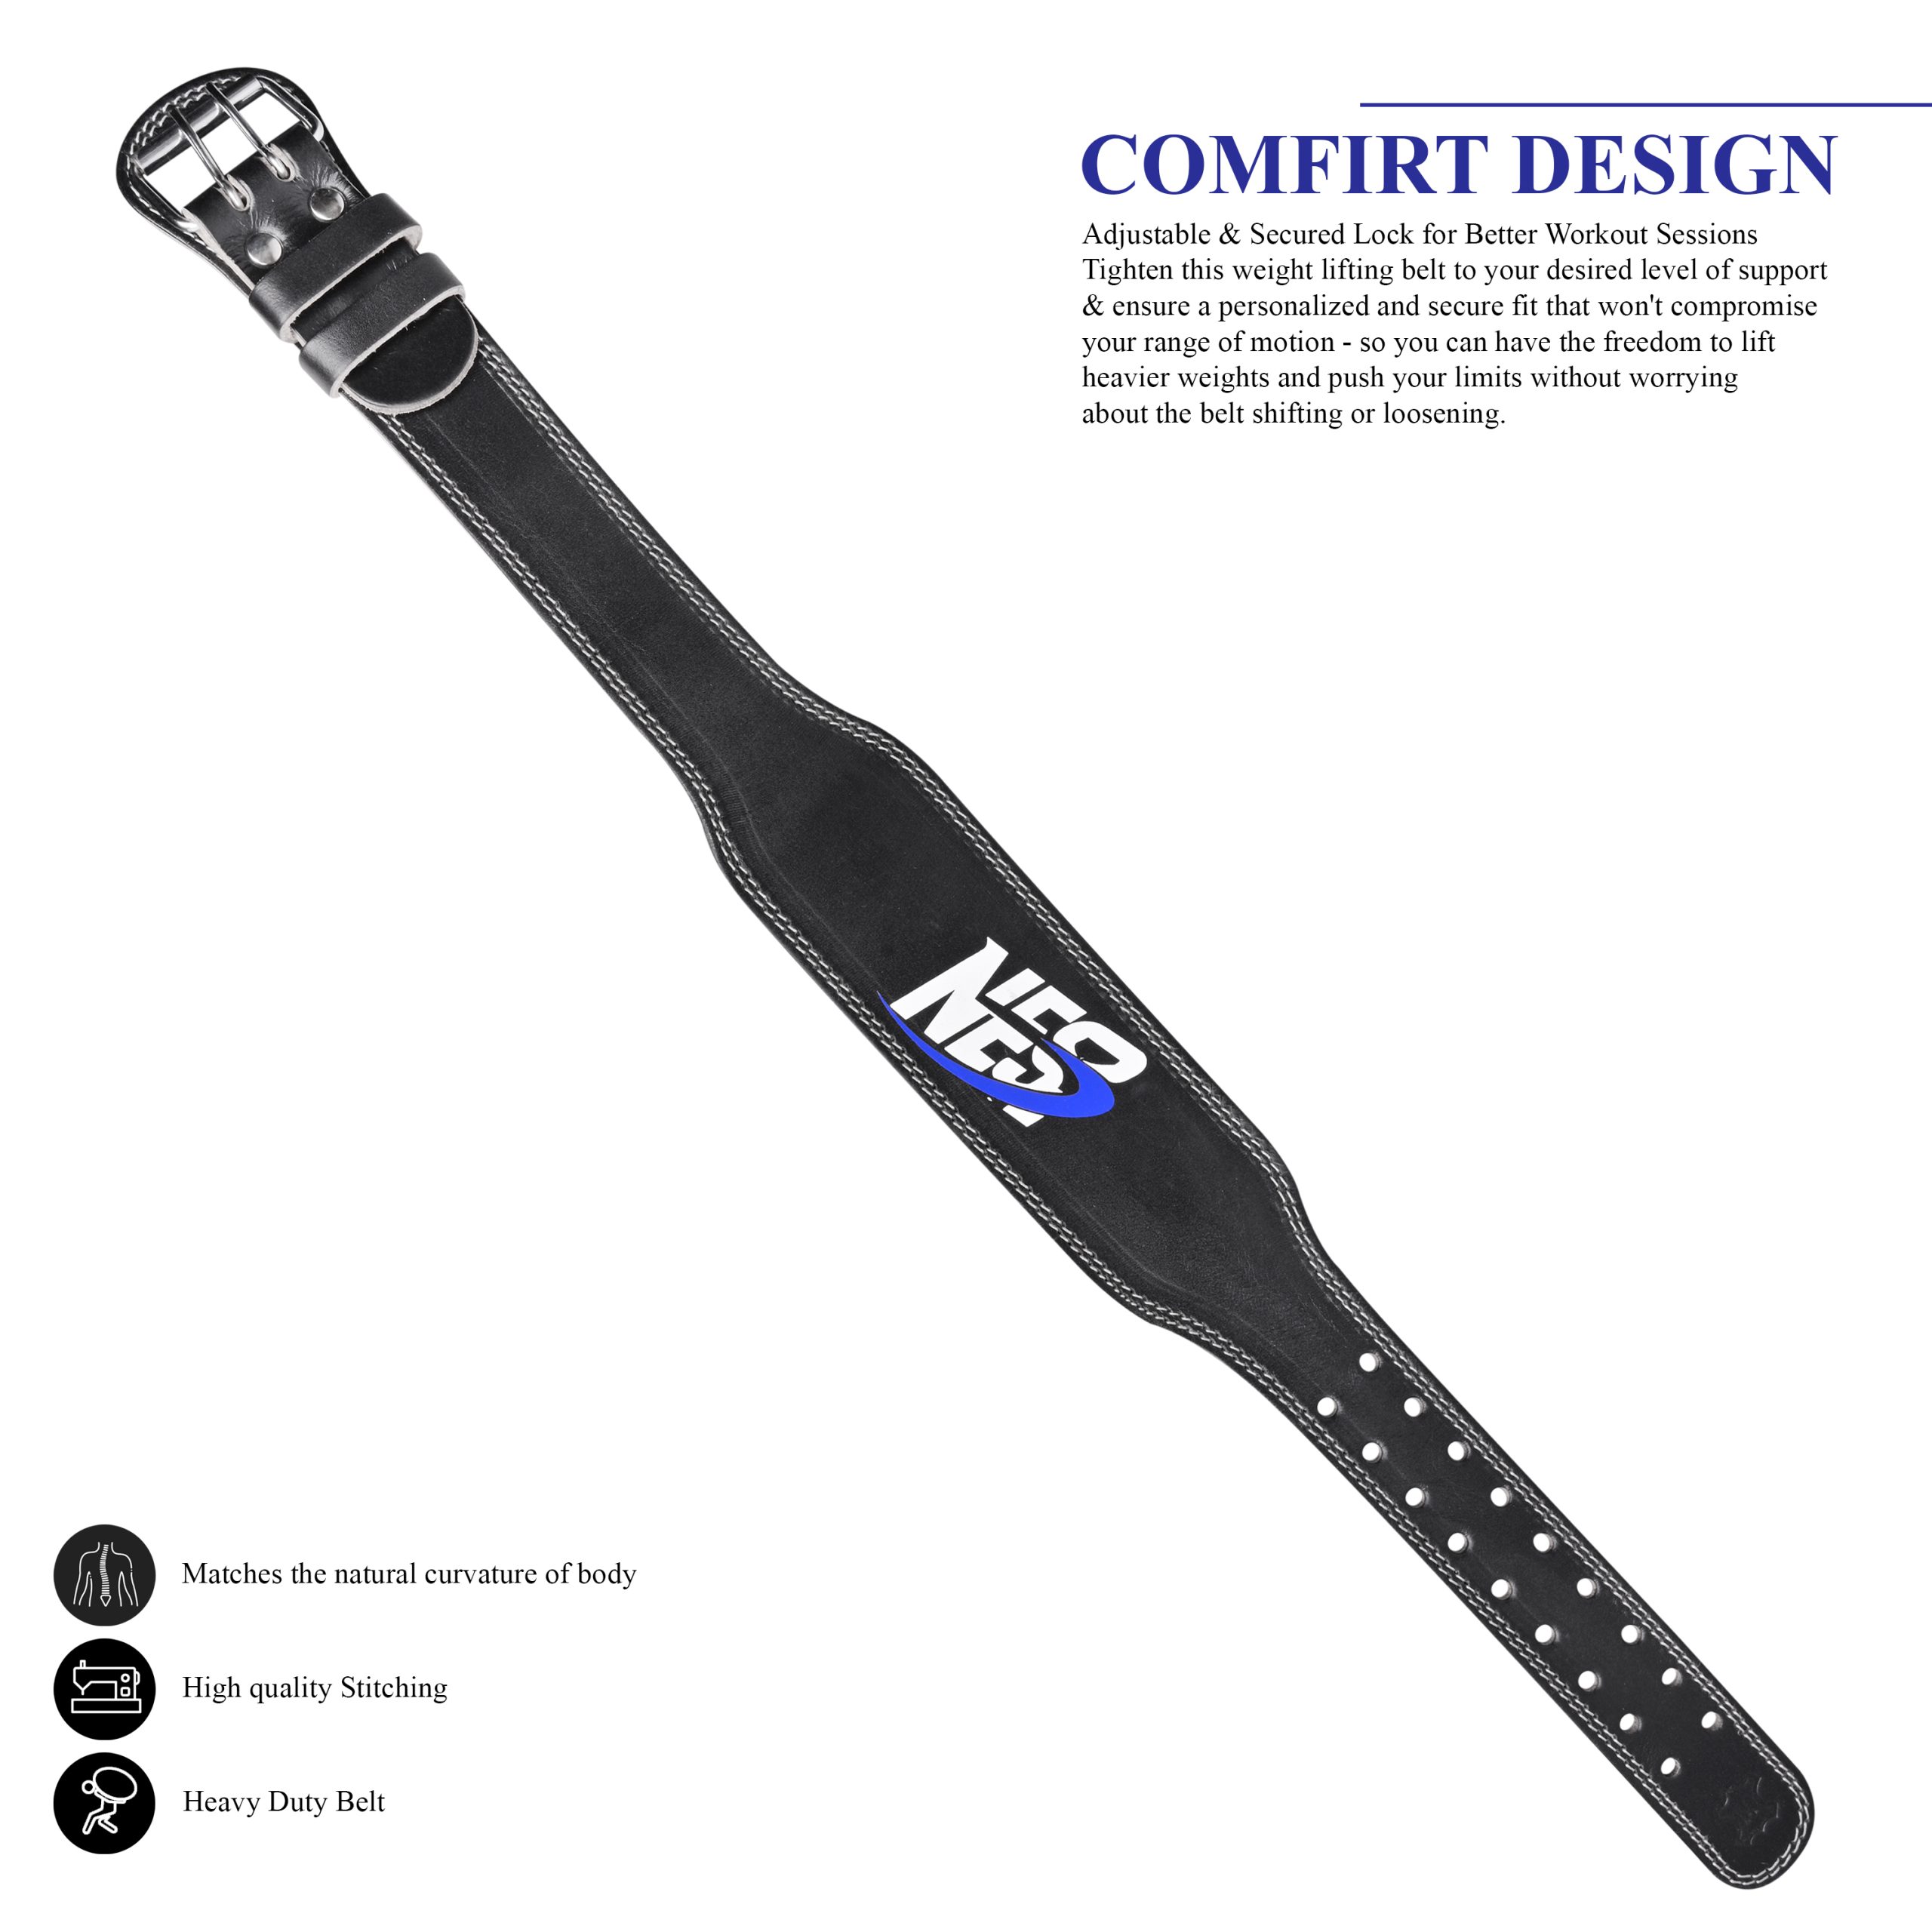 COMFIRT DESIGN
Adjustable & Secured Lock for Better Workout Sessions
Tighten this weight lifting belt to your desired level of support
& ensure a personalized and secure fit that won't compromise
your range of motion - so you can have the freedom to lift
heavier weights and push your limits without worrying
about the belt shifting or loosening.
NEO
Matches the natural curvature of body
High quality Stitching
Heavy Duty Belt